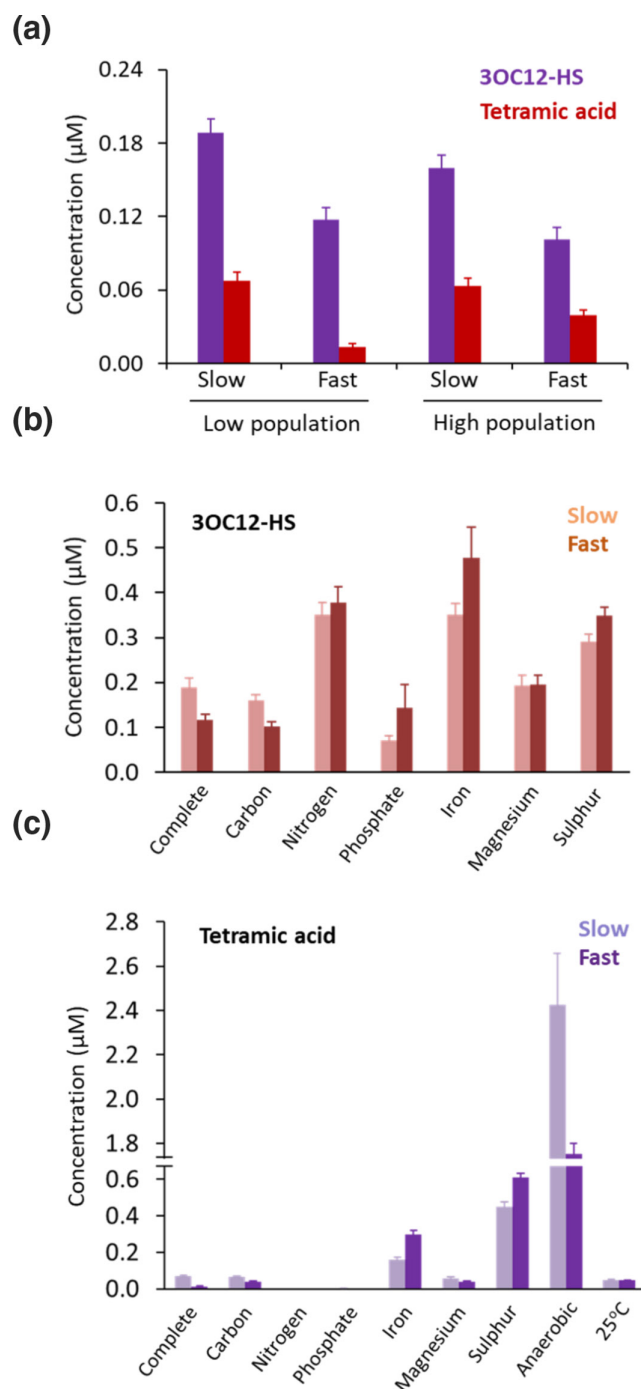 (a)
0.24
0.18
0.12
0.06
0.00
Concentration (μM)
3OC12-HS
Tetramic acid
Slow Fast Slow Fast
Low population High population
(b)
0.6
0.5
0.4
0.3
0.2
0.1
0.0
Concentration (μM)
3OC12-HS
Slow
Fast
Complete
Carbon
Nitrogen
Phosphate
Iron
Magnesium
Sulphur
(c)
2.8
2.6
2.4
2.2
2.0
1.8
0.6
0.4
0.2
0.0
Concentration (μM)
Tetramic acid
Slow
Fast
Complete
Carbon
Nitrogen
Phosphate
Iron
Magnesium
Sulphur
Anaerobic
25°C